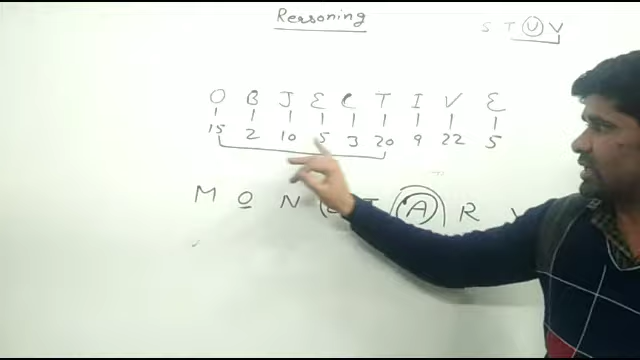 Reasoning
S T U V
O B J E C T I V E
15 2 10 5 3 20 9 22 5
M O N T A R